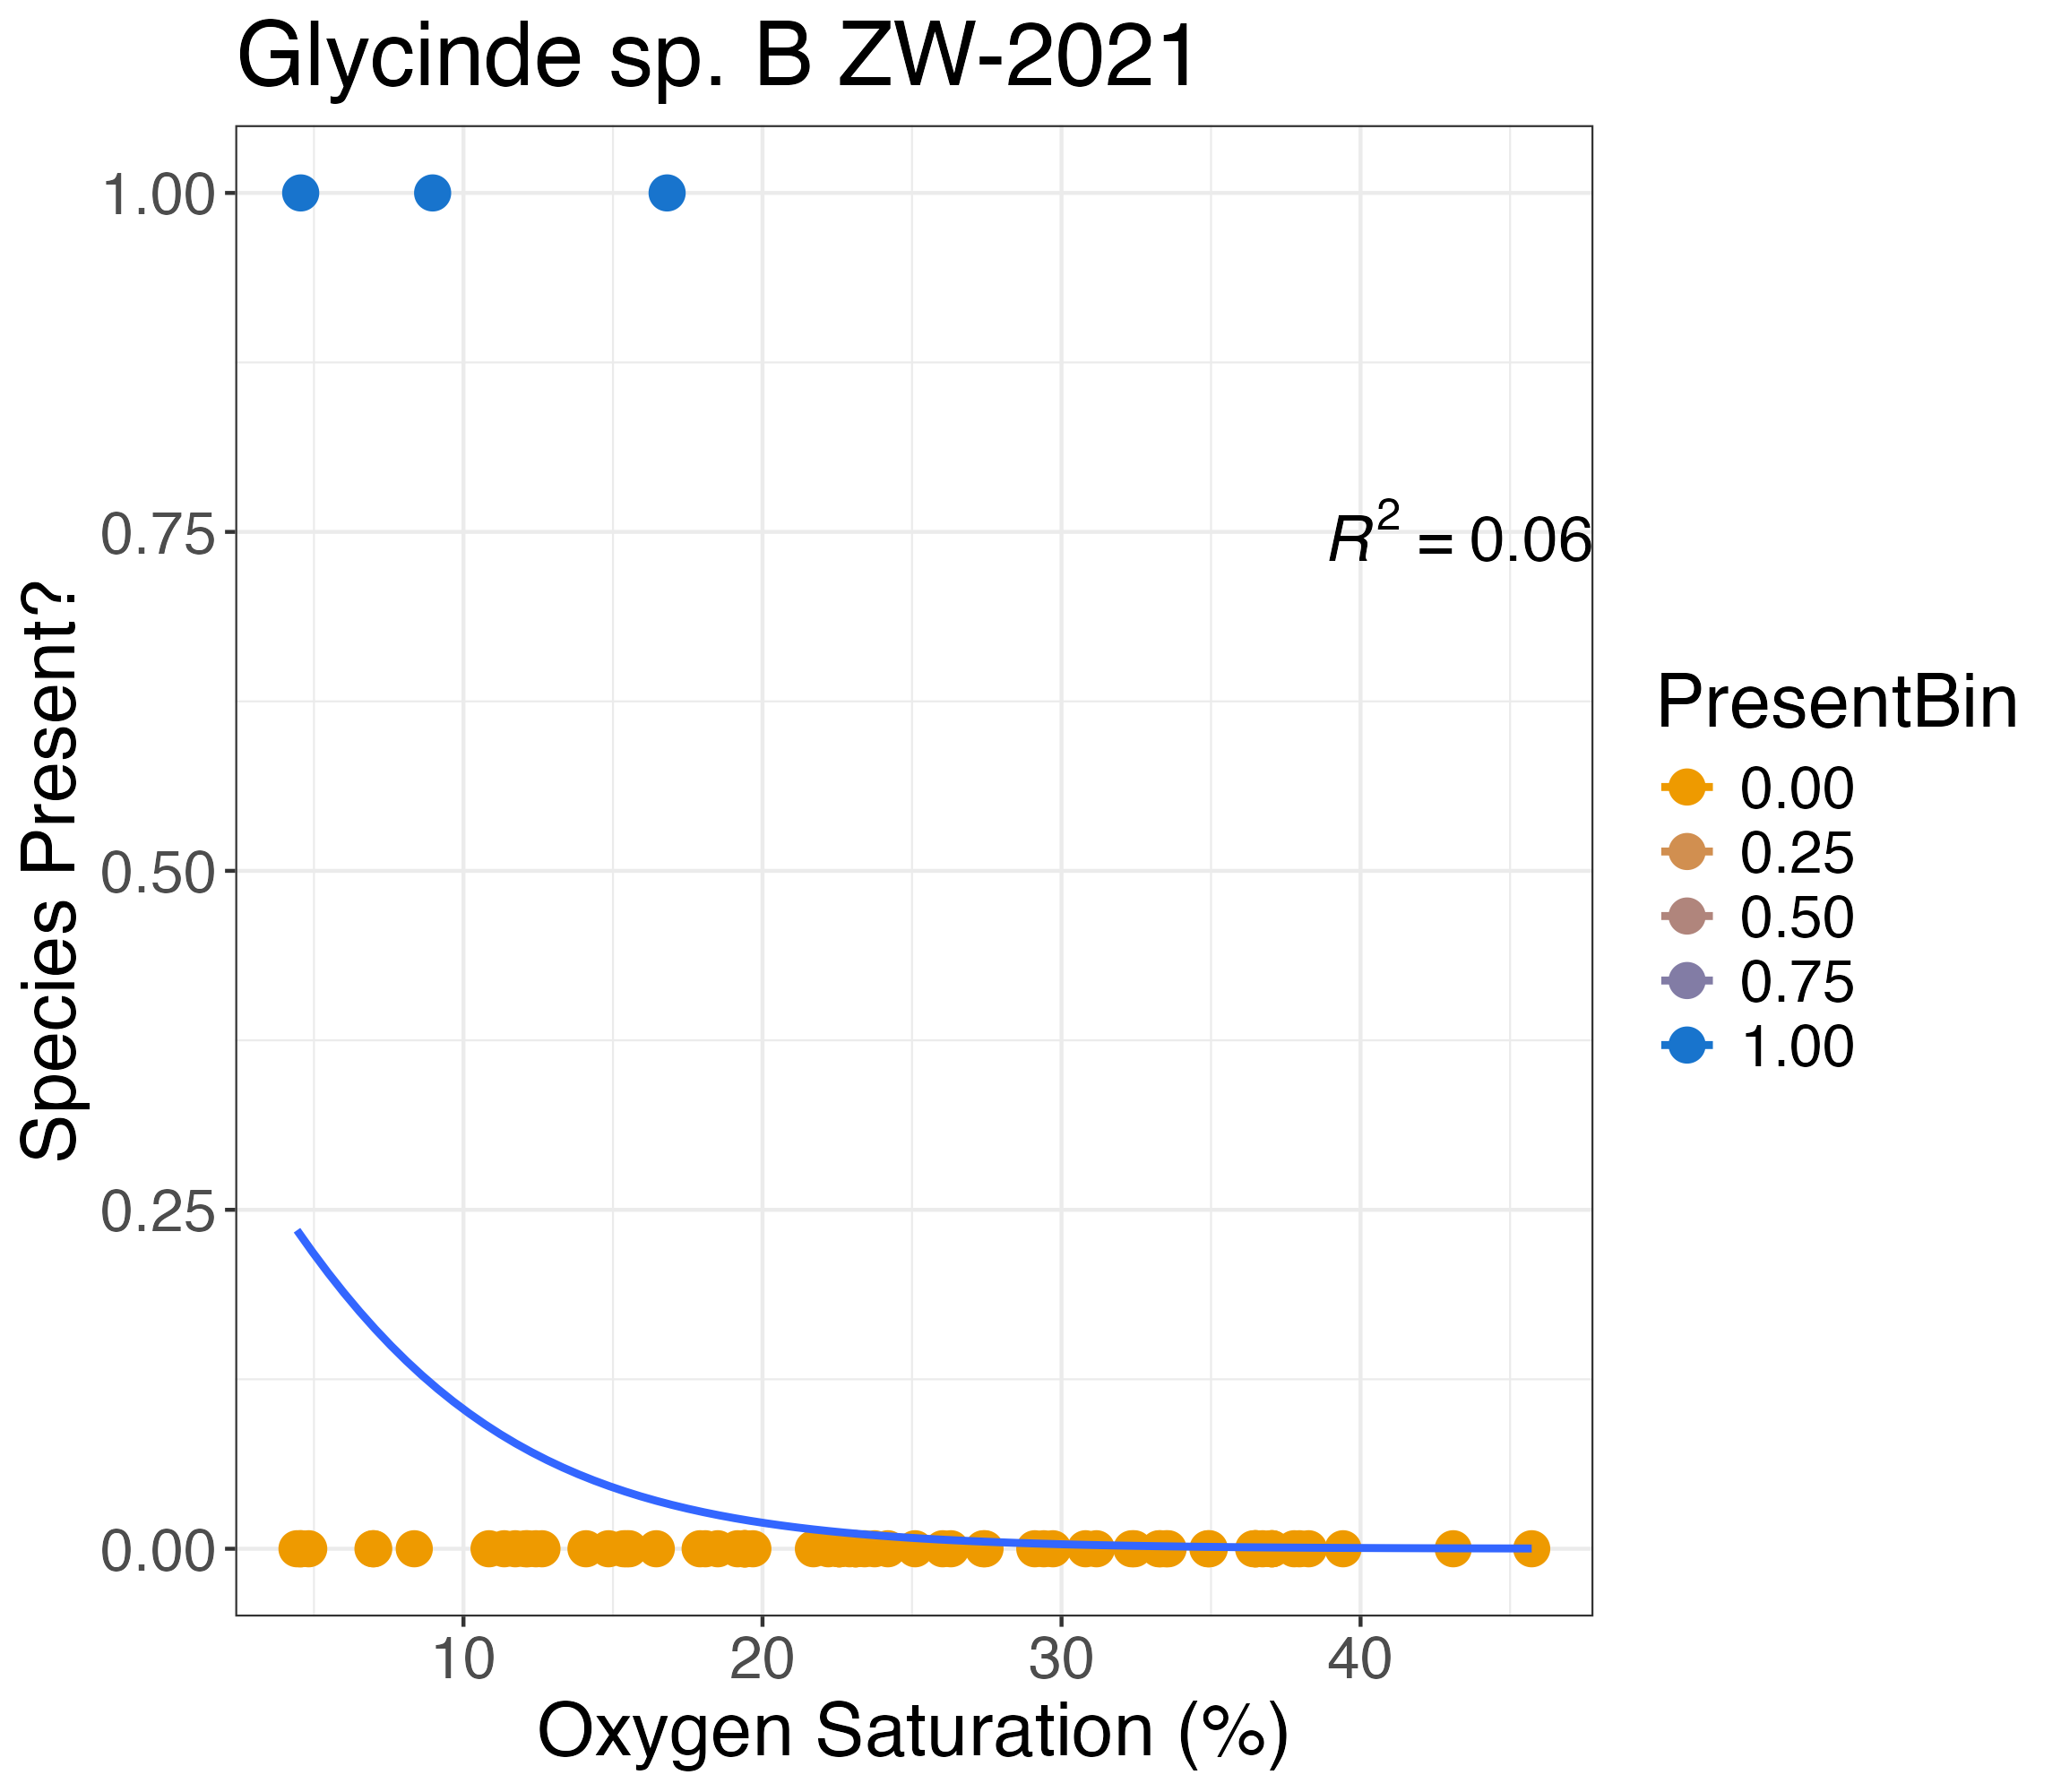 Glycinde sp. B ZW-2021
1.00
0.75
0.50
0.25
0.00
Species Present?
R² = 0.06
10 20 30 40
Oxygen Saturation (%)
PresentBin
0.00
0.25
0.50
0.75
1.00